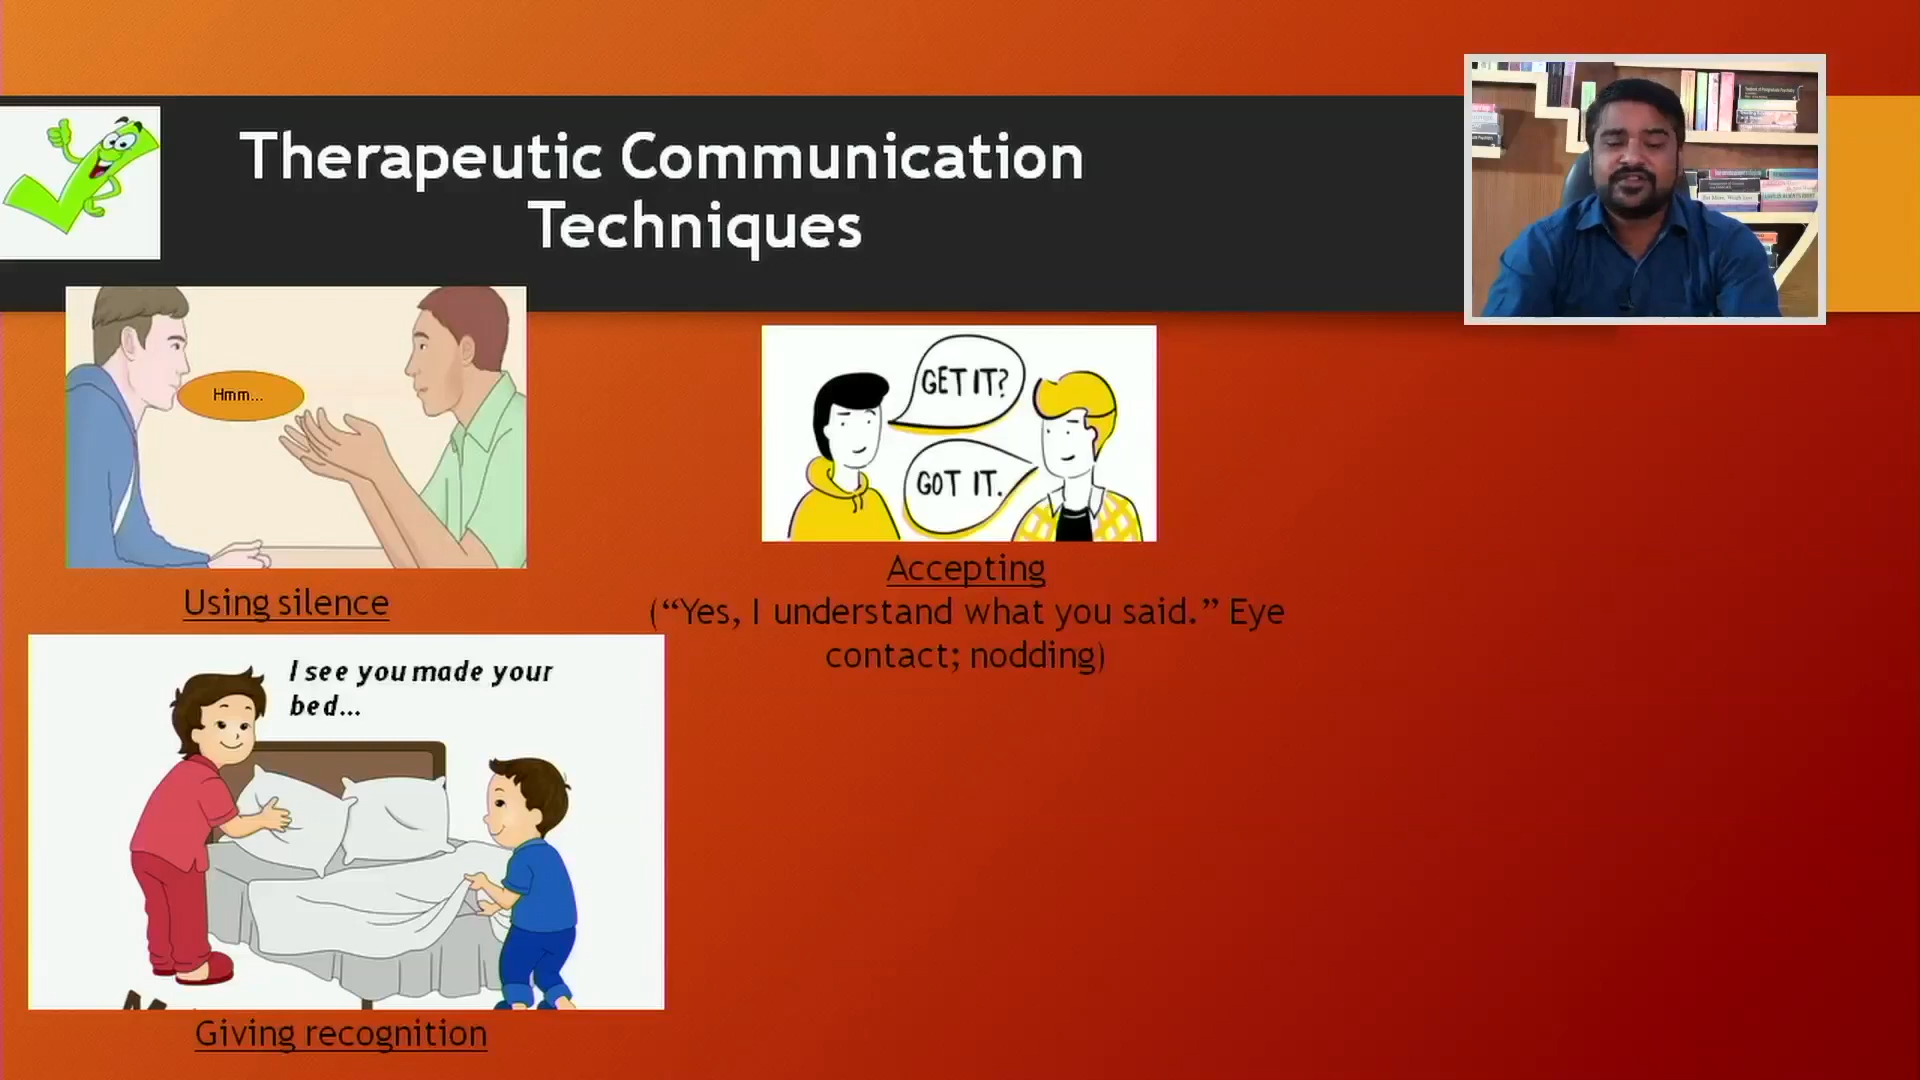 Therapeutic Communication
Techniques
Hmm...
GET IT?
GOT IT.
Using silence
Accepting
(“Yes, I understand what you said.” Eye
contact; nodding)
I see you made your
bed...
Giving recognition